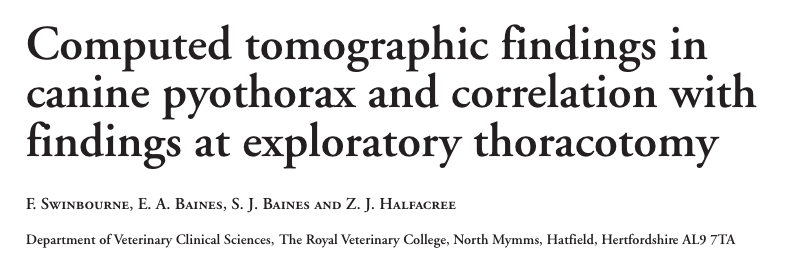 Computed tomographic findings in
canine pyothorax and correlation with
findings at exploratory thoracotomy
F. Swinbourne, E. A. Baines, S. J. Baines and Z. J. Halfacree
Department of Veterinary Clinical Sciences, The Royal Veterinary College, North Mymms, Hatfield, Hertfordshire AL9 7TA